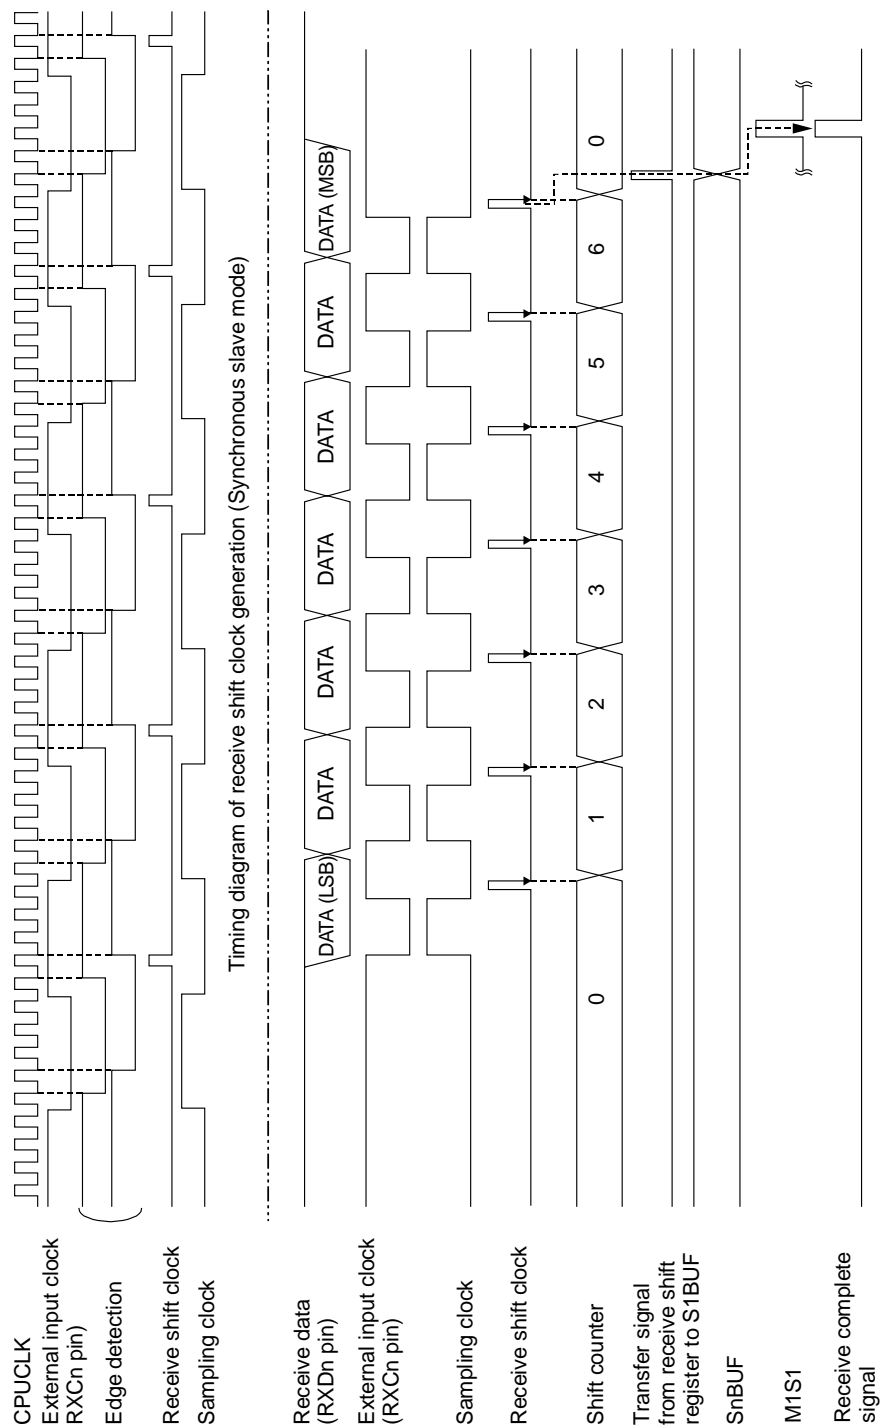 CPUCLK
External input clock
RXCn pin)
Edge detection
Receive shift clock
Sampling clock
Timing diagram of receive shift clock generation (Synchronous slave mode)
Receive data
(RXDn pin)
DATA (LSB)
DATA
DATA
DATA
DATA
DATA
DATA (MSB)
External input clock
(RXCn pin)
Sampling clock
Receive shift clock
Shift counter
0
1
2
3
4
5
6
0
Transfer signal
from receive shift
register to S1BUF
SnBUF
M1S1
Receive complete
signal